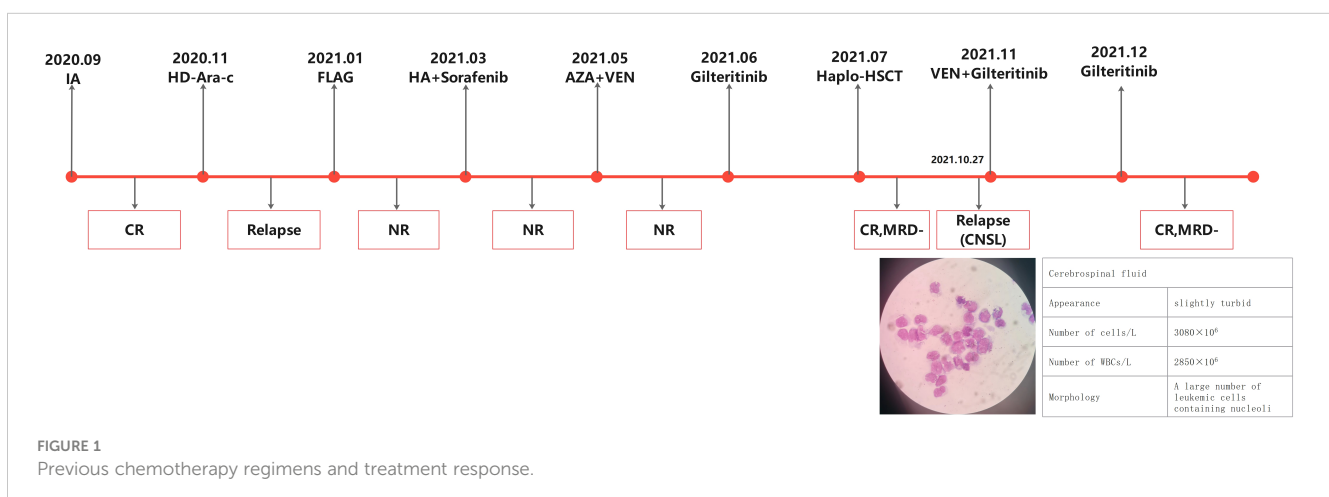 2020.09
IA
2020.11
HD-Ara-c
2021.01
FLAG
2021.03
HA+Sorafenib
2021.05
AZA+VEN
2021.06
Gilteritinib
2021.07
Haplo-HSCT
2021.11
VEN+Gilteritinib
2021.12
Gilteritinib
2021.10.27
CR
Relapse
NR
NR
NR
CR,MRD-
Relapse
(CNSL)
CR,MRD-
Cerebrospinal fluid
Appearance
slightly turbid
Number of cells/L
3080×10⁶
Number of WBCs/L
2850×10⁶
Morphology
A large number of
leukemic cells
containing nucleoli
FIGURE 1
Previous chemotherapy regimens and treatment response.